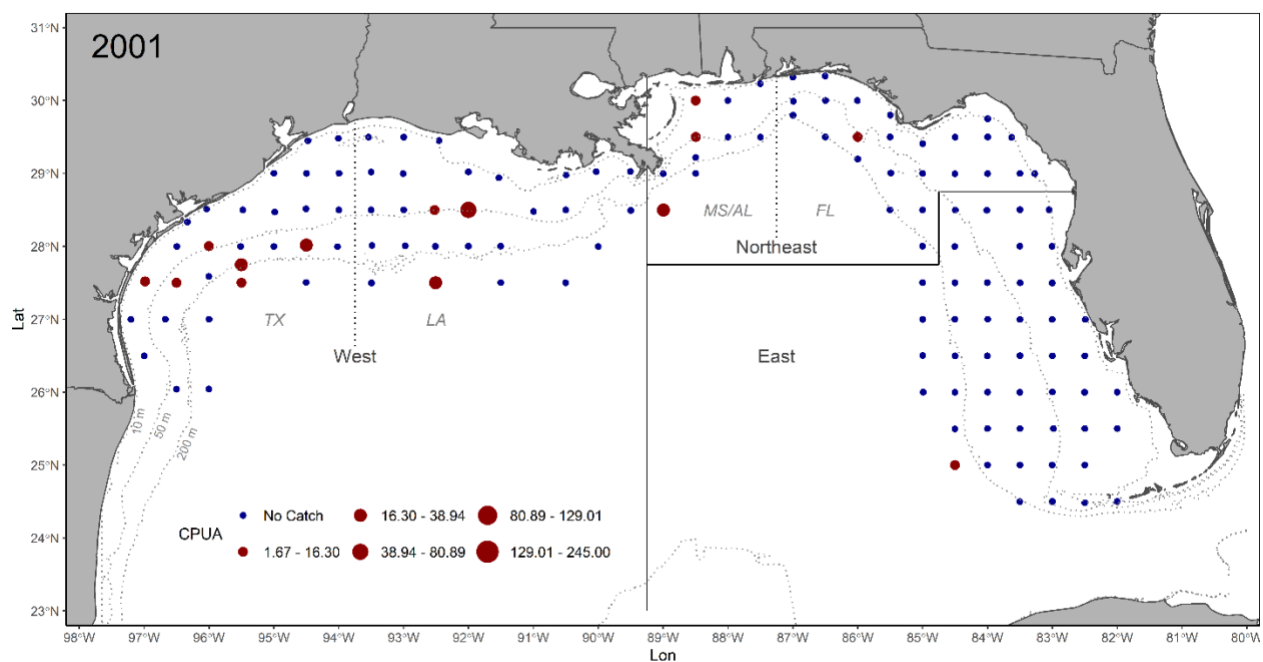 2001
31°N
30°N
29°N
28°N
27°N
26°N
25°N
24°N
23°N
Lat
MS/AL
FL
Northeast
TX
LA
West
East
10 m
50 m
200 m
CPUA
No Catch
16.30 - 38.94
80.89 - 129.01
1.67 - 16.30
38.94 - 80.89
129.01 - 245.00
98°W 97°W 96°W 95°W 94°W 93°W 92°W 91°W 90°W 89°W 88°W 87°W 86°W 85°W 84°W 83°W 82°W 81°W 80°W
Lon